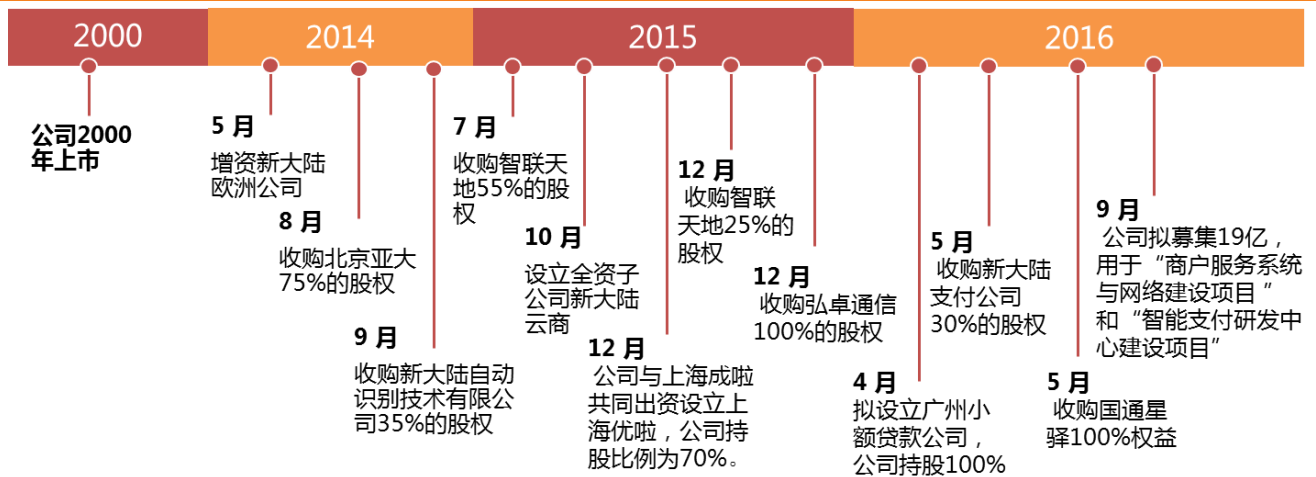 2000
2014
2015
2016
公司2000
年上市
5 月
增资新大陆
欧洲公司
8 月
收购北京亚大
75%的股权
9 月
收购新大陆自动
识别技术有限公
司35%的股权
7 月
收购智联天
地55%的股
权
10 月
设立全资子
公司新大陆
云商
12 月
公司与上海成啦
共同出资设立上
海优啦，公司持
股比例为70%。
12 月
收购智联
天地25%的
股权
12 月
收购弘卓通信
100%的股权
4 月
拟设立广州小
额贷款公司，
公司持股100%
5 月
收购新大陆
支付公司
30%的股权
5 月
收购国通星
驿100%权益
9 月
公司拟募集19亿，
用于“商户服务系统
与网络建设项目 ”
和“智能支付研发中
心建设项目”